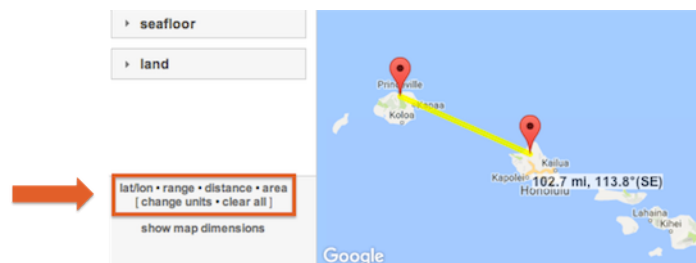 seafloor
land
lat/lon • range • distance • area
[ change units • clear all ]
show map dimensions
Princeville
Kapaa
Koloa
Kailua
Kapolei
102.7 mi, 113.8°(SE)
Honolulu
Lahaina
Kihei
Google